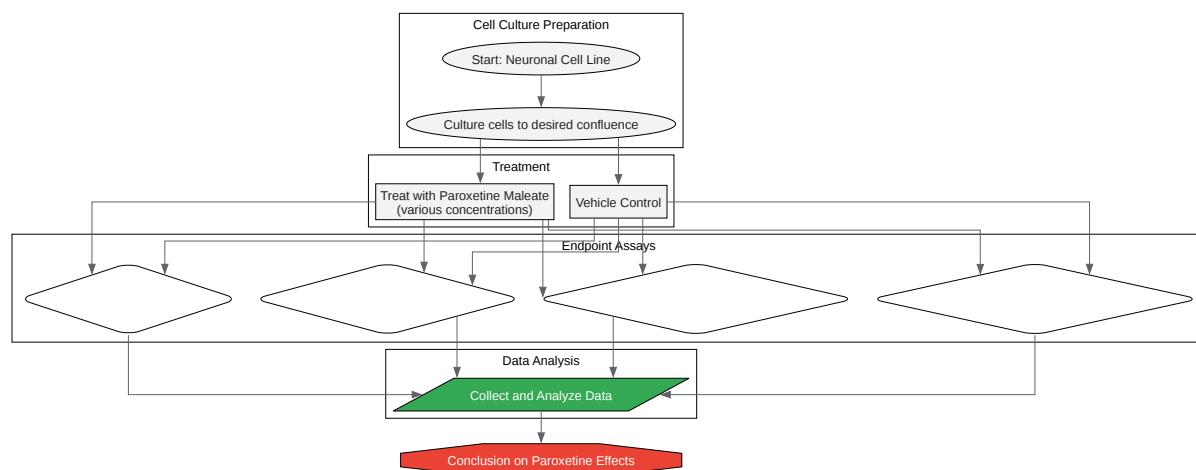 Cell Culture Preparation
Start: Neuronal Cell Line
Culture cells to desired confluence
Treatment
Treat with Paroxetine Maleate
(various concentrations)
Vehicle Control
Endpoint Assays
Data Analysis
Collect and Analyze Data
Conclusion on Paroxetine Effects